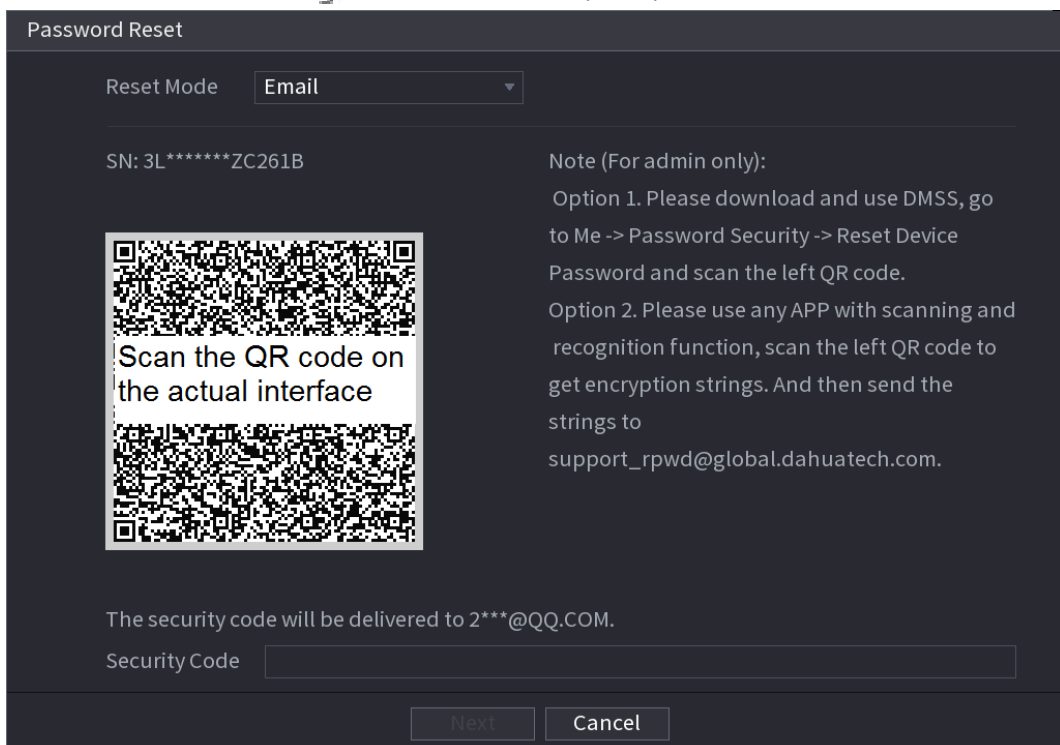 Password Reset
Reset Mode Email
SN: 3L*******ZC261B
Note (For admin only):
Option 1. Please download and use DMSS, go
to Me -> Password Security -> Reset Device
Password and scan the left QR code.
Option 2. Please use any APP with scanning and
recognition function, scan the left QR code to
get encryption strings. And then send the
strings to
support_rpwd@global.dahuatech.com.
Scan the QR code on
the actual interface
The security code will be delivered to 2***@QQ.COM.
Security Code
Next Cancel